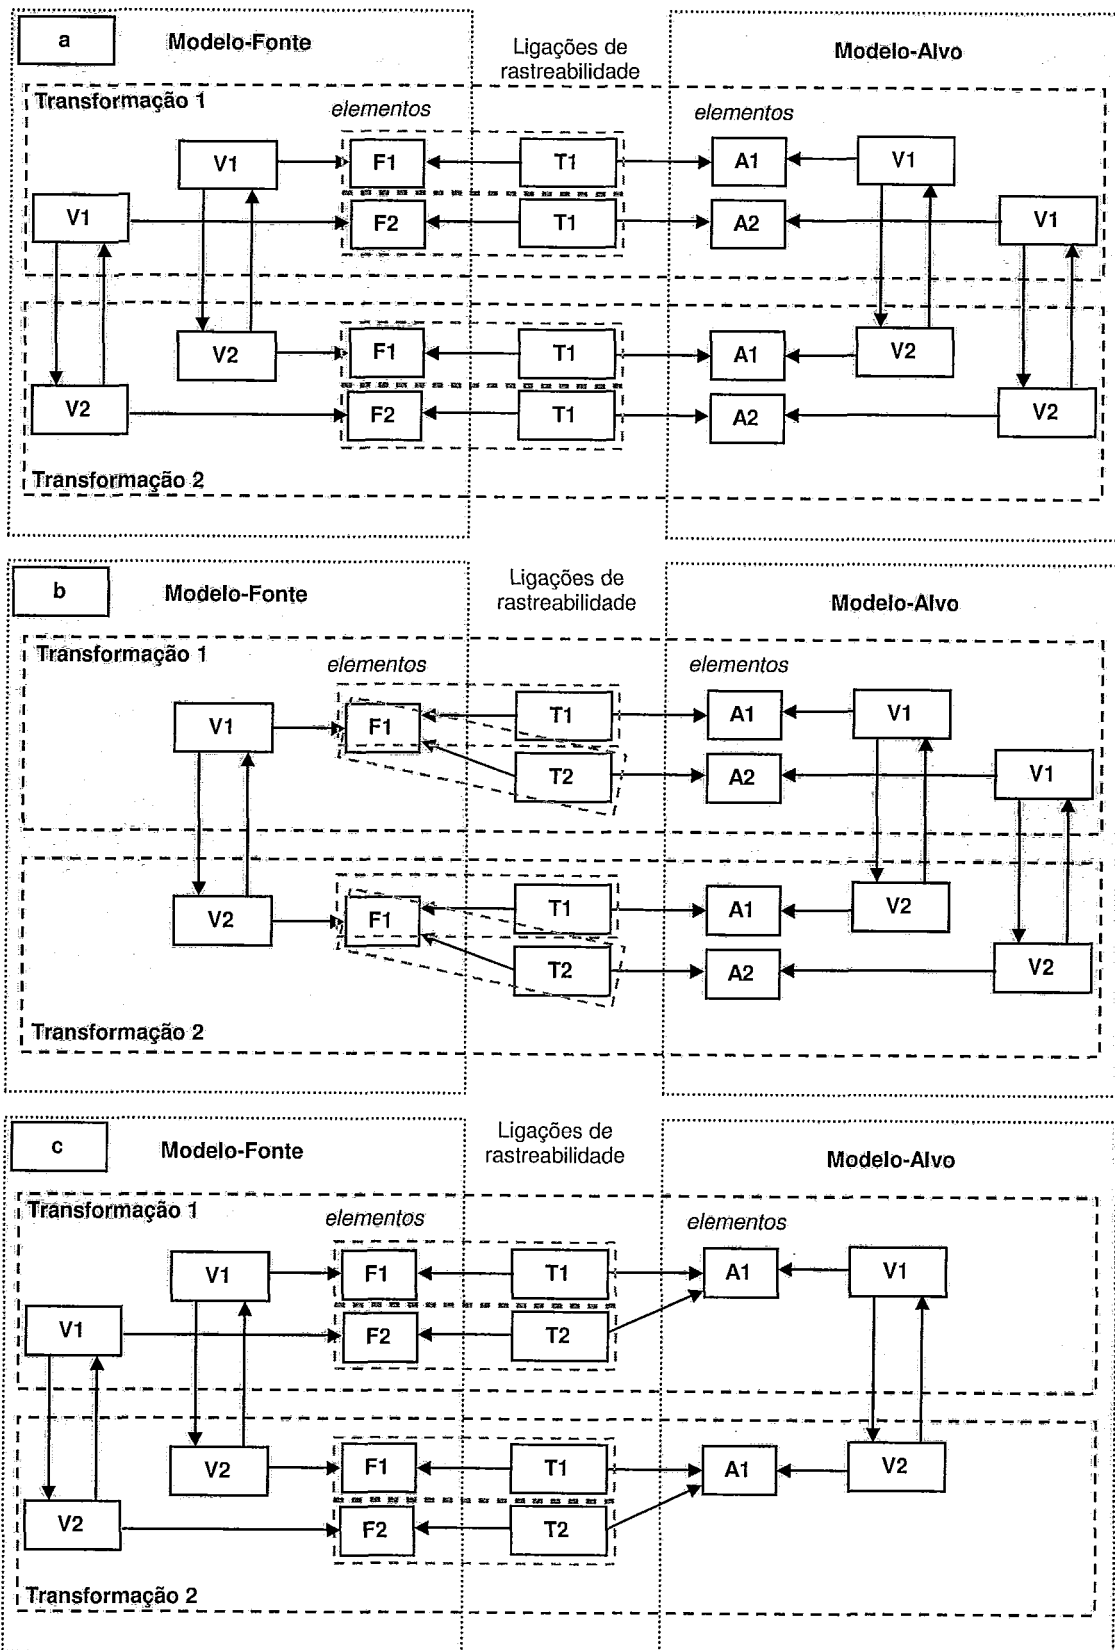 a
Modelo-Fonte
Ligações de
rastreabilidade
Modelo-Alvo
Transformação 1
elementos
elementos
V1 F1 T1 A1 V1
V1 F2 T1 A2 V1
V2 F1 T1 A1 V2
V2 F2 T1 A2 V2
Transformação 2
b
Modelo-Fonte
Ligações de
rastreabilidade
Modelo-Alvo
Transformação 1
elementos
elementos
V1 F1 T1 A1 V1
T2 A2 V1
V2 F1 T1 A1 V2
T2 A2 V2
Transformação 2
c
Modelo-Fonte
Ligações de
rastreabilidade
Modelo-Alvo
Transformação 1
elementos
elementos
V1 F1 T1 A1 V1
V1 F2 T2
V2 F1 T1 A1 V2
V2 F2 T2
Transformação 2